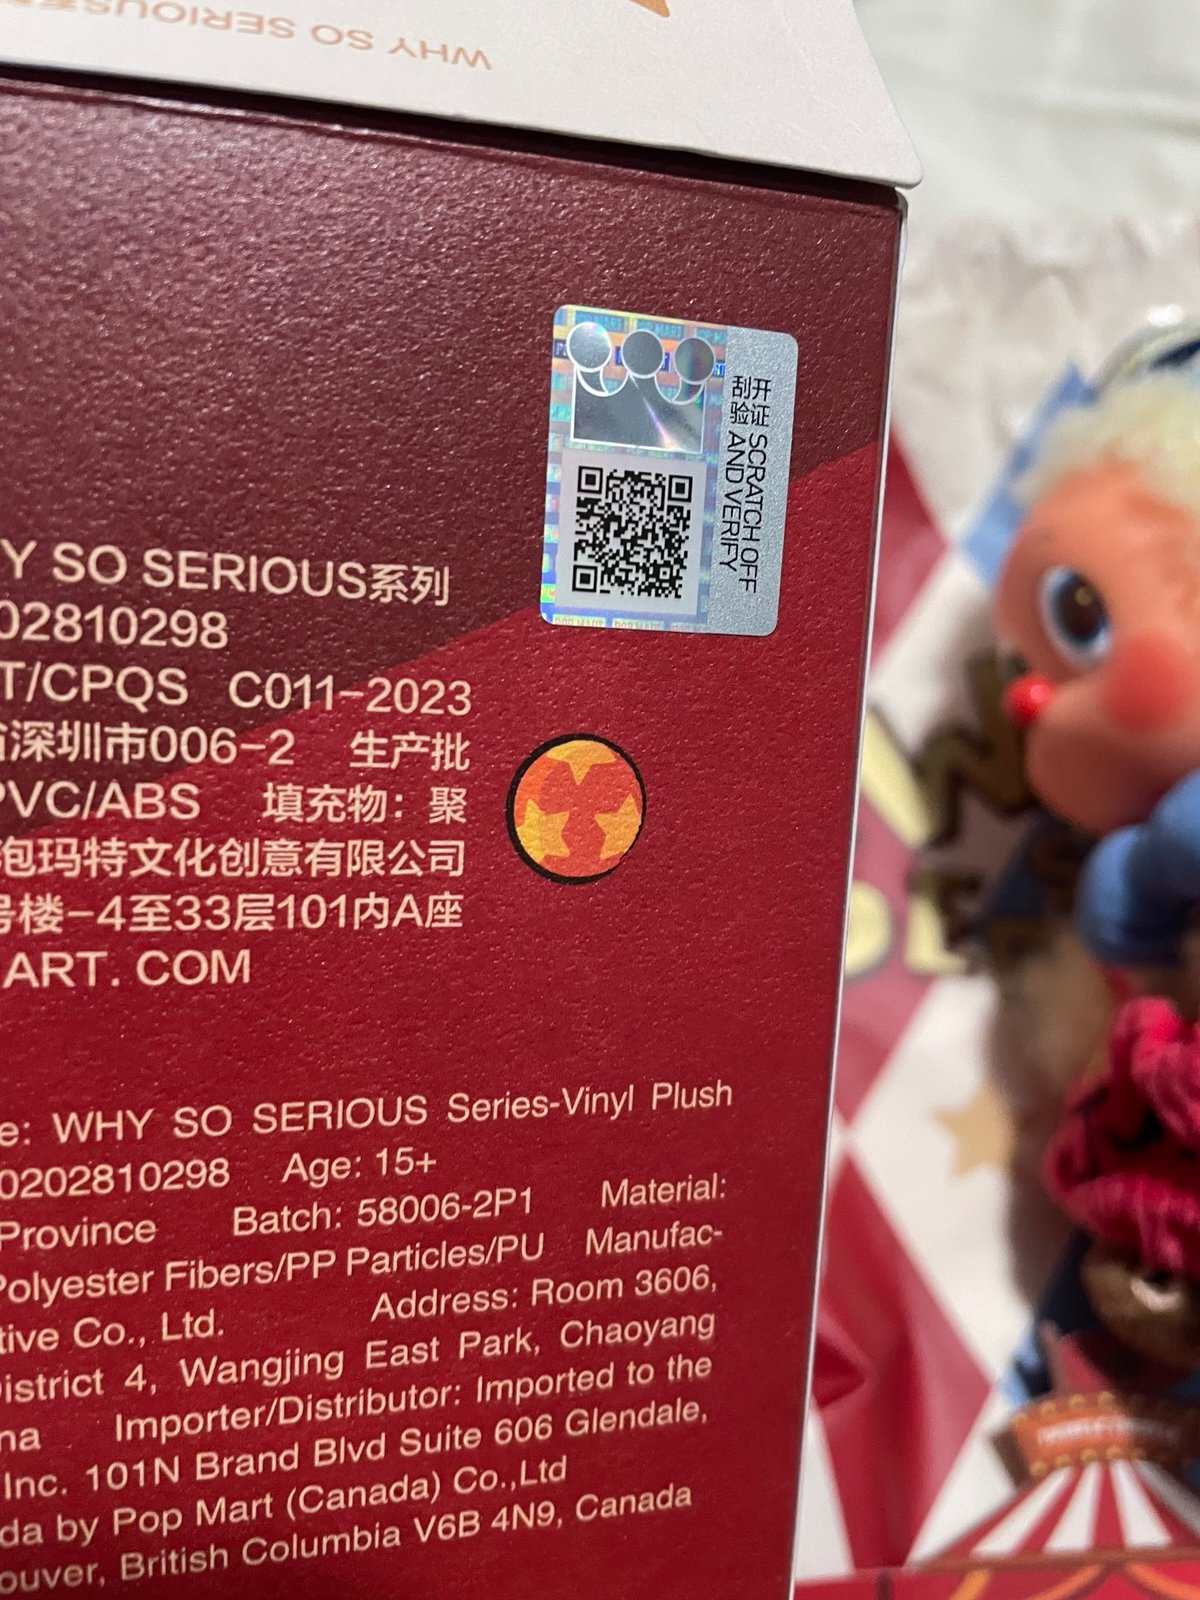 WHY SO SERIOUS
开证 SCRATCH OFF
刮验 AND VERIFY
Y SO SERIOUS系列
02810298
T/CPQS C011-2023
深圳市006-2 生产批
PVC/ABS 填充物：聚
泡玛特文化创意有限公司
号楼-4至33层101内A座
ART. COM
e: WHY SO SERIOUS Series-Vinyl Plush
0202810298 Age: 15+
Province Batch: 58006-2P1 Material:
Polyester Fibers/PP Particles/PU Manufac-
tive Co., Ltd. Address: Room 3606,
istrict 4, Wangjing East Park, Chaoyang
na Importer/Distributor: Imported to the
Inc. 101N Brand Blvd Suite 606 Glendale,
da by Pop Mart (Canada) Co.,Ltd
ouver, British Columbia V6B 4N9, Canada